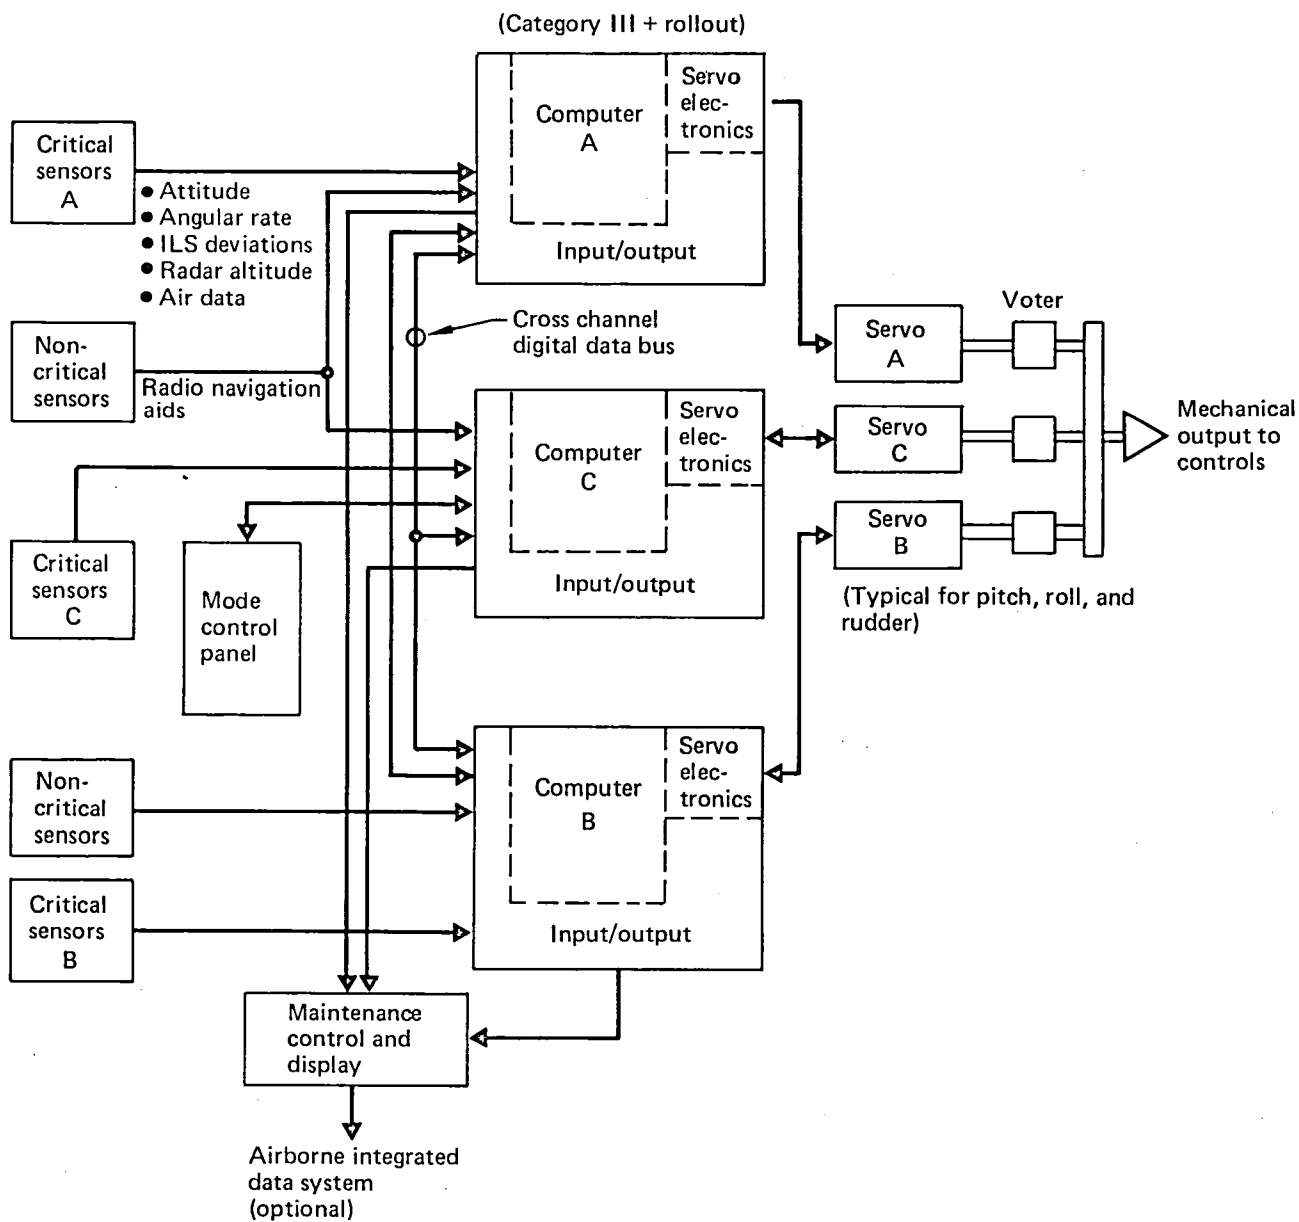 (Category III + rollout)
Servo
elec-
tronics
Computer
A
Input/output
Critical
sensors
A
● Attitude
● Angular rate
● ILS deviations
● Radar altitude
● Air data
Cross channel
digital data bus
Non-
critical
sensors
Radio navigation
aids
Servo
elec-
tronics
Computer
C
Input/output
Voter
Servo
A
Servo
C
Servo
B
Mechanical
output to
controls
(Typical for pitch, roll, and
rudder)
Critical
sensors
C
Mode
control
panel
Servo
elec-
tronics
Computer
B
Input/output
Non-
critical
sensors
Critical
sensors
B
Maintenance
control and
display
Airborne integrated
data system
(optional)